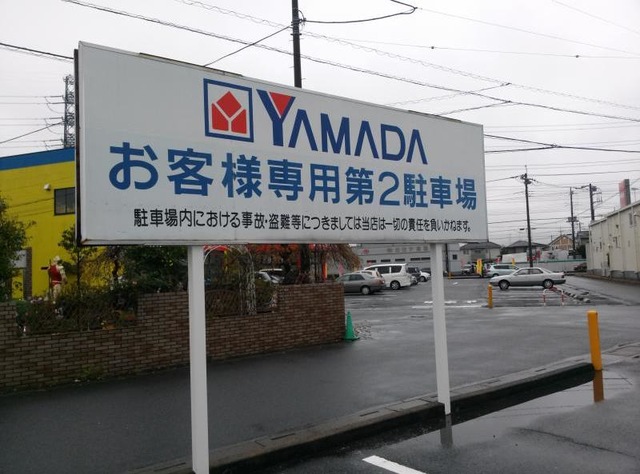 YAMADA
お客様専用第2駐車場
駐車場内における事故・盗難等につきましては当店は一切の責任を負いかねます。